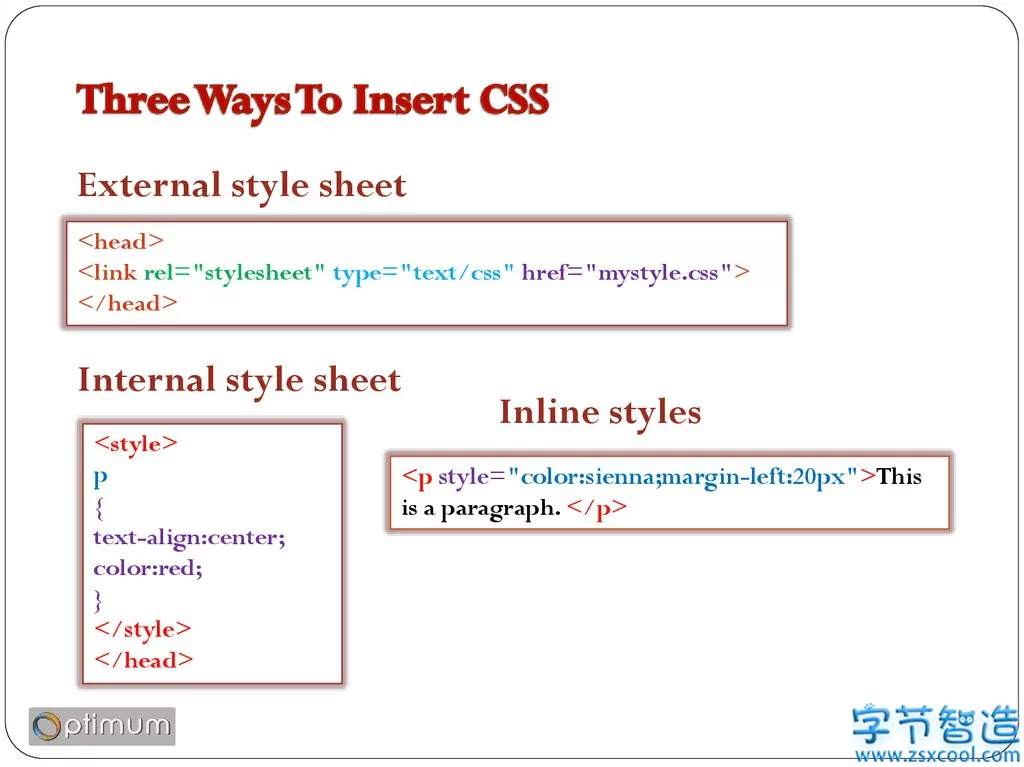 Three Ways To Insert CSS
External style sheet
<head>
<link rel="stylesheet" type="text/css" href="mystyle.css">
</head>
Internal style sheet
<style>
p
{
text-align:center;
color:red;
}
</style>
</head>
Inline styles
<p style="color:sienna;margin-left:20px">This
is a paragraph. </p>
Optimum
字节智造
www.zsxcool.com